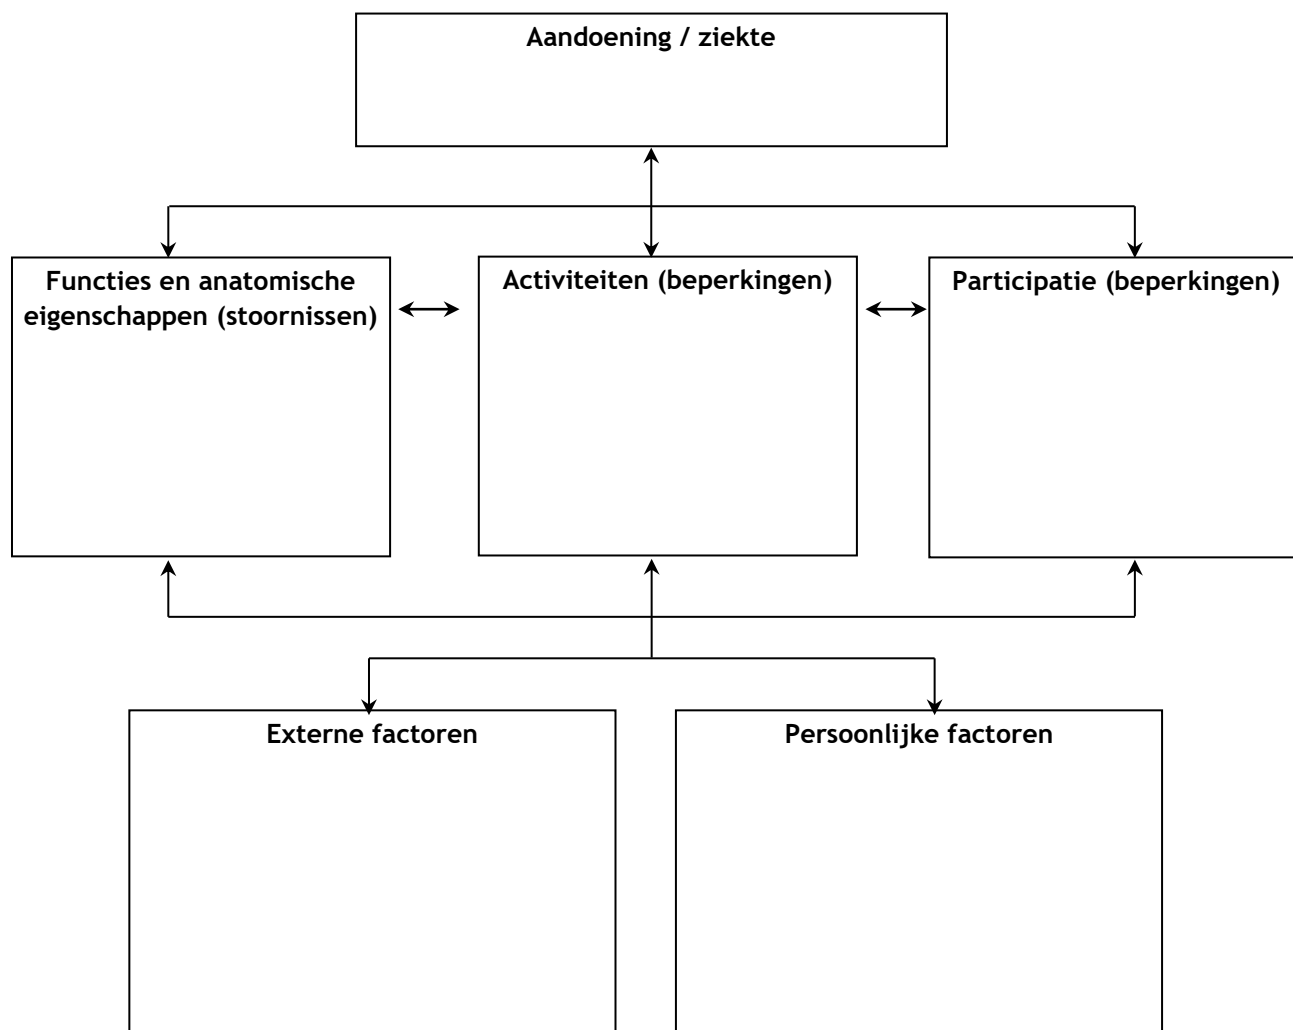 Aandoening / ziekte
Functies en anatomische
eigenschappen (stoornissen)
Activiteiten (beperkingen)
Participatie (beperkingen)
Externe factoren
Persoonlijke factoren